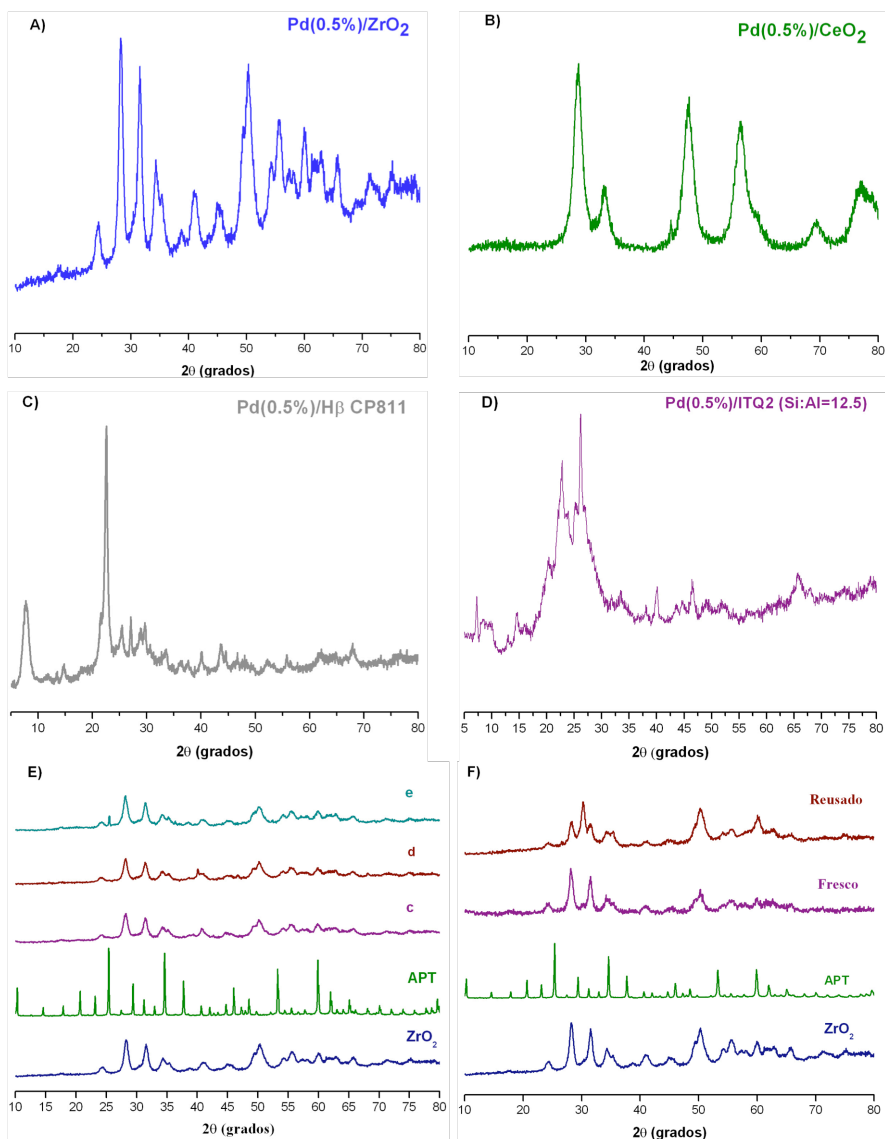 A)
Pd(0.5%)/ZrO2
10 20 30 40 50 60 70 80
2θ (grados)
B)
Pd(0.5%)/CeO2
10 20 30 40 50 60 70 80
2θ (grados)
C)
Pd(0.5%)/Hβ CP811
10 20 30 40 50 60 70 80
2θ (grados)
D)
Pd(0.5%)/ITQ2 (Si:Al=12.5)
5 10 15 20 25 30 35 40 45 50 55 60 65 70 75 80
2θ (grados)
E)
e
d
c
APT
ZrO2
10 15 20 25 30 35 40 45 50 55 60 65 70 75 80
2θ (grados)
F)
Reusado
Fresco
APT
ZrO2
10 20 30 40 50 60 70 80
2θ (grados)